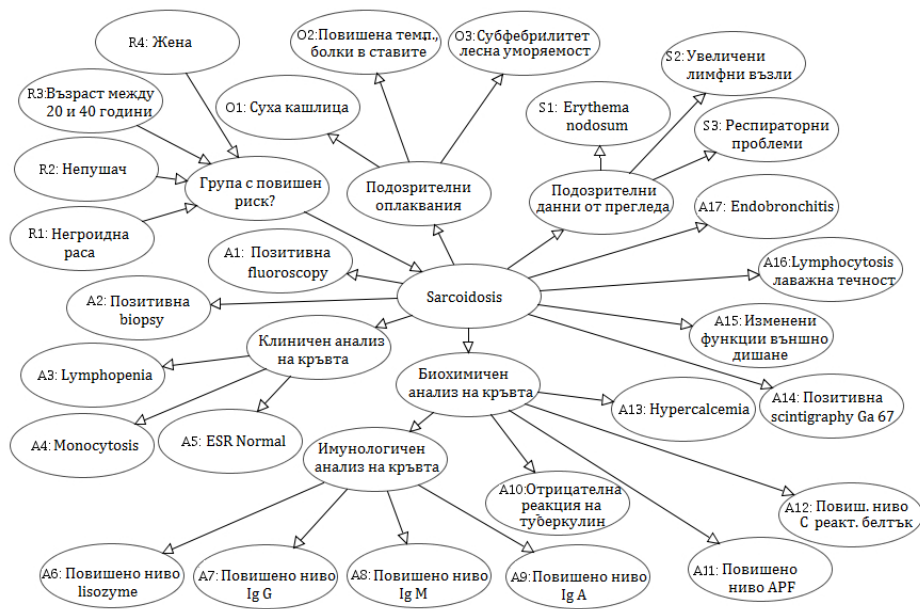 R4: Жена
O2:Повишена темп.,
болки в ставите
O3:Субфебрилитет
лесна уморяемост
S2:Увеличени
лимфни възли
R3:Възраст между
20 и 40 години
O1: Суха кашлица
S1: Erythema
nodosum
S3: Респираторни
проблеми
R2: Непушач
Група с повишен
риск?
Подозрителни
оплаквания
Подозрителни
данни от прегледа
A17: Endobronchitis
R1: Негроидна
раса
A1: Позитивна
fluoroscopy
A16:Lymphocytosis
лаважна течност
A2: Позитивна
biopsy
Sarcoidosis
A15: Изменени
функции външно
дишане
Клиничен анализ
на кръвта
A3: Lymphopenia
Биохимичен
анализ на кръвта
A13: Hypercalcemia
A14: Позитивна
scintigraphy Ga 67
A4: Monocytosis
A5: ESR Normal
Имунологичен
анализ на кръвта
A10:Отрицателна
реакция на
туберкулин
A12: Повиш. ниво
C реакт. белтък
A6: Повишено ниво
lisozyme
A7: Повишено ниво
Ig G
A8: Повишено ниво
Ig M
A9: Повишено ниво
Ig A
A11: Повишено
ниво APF